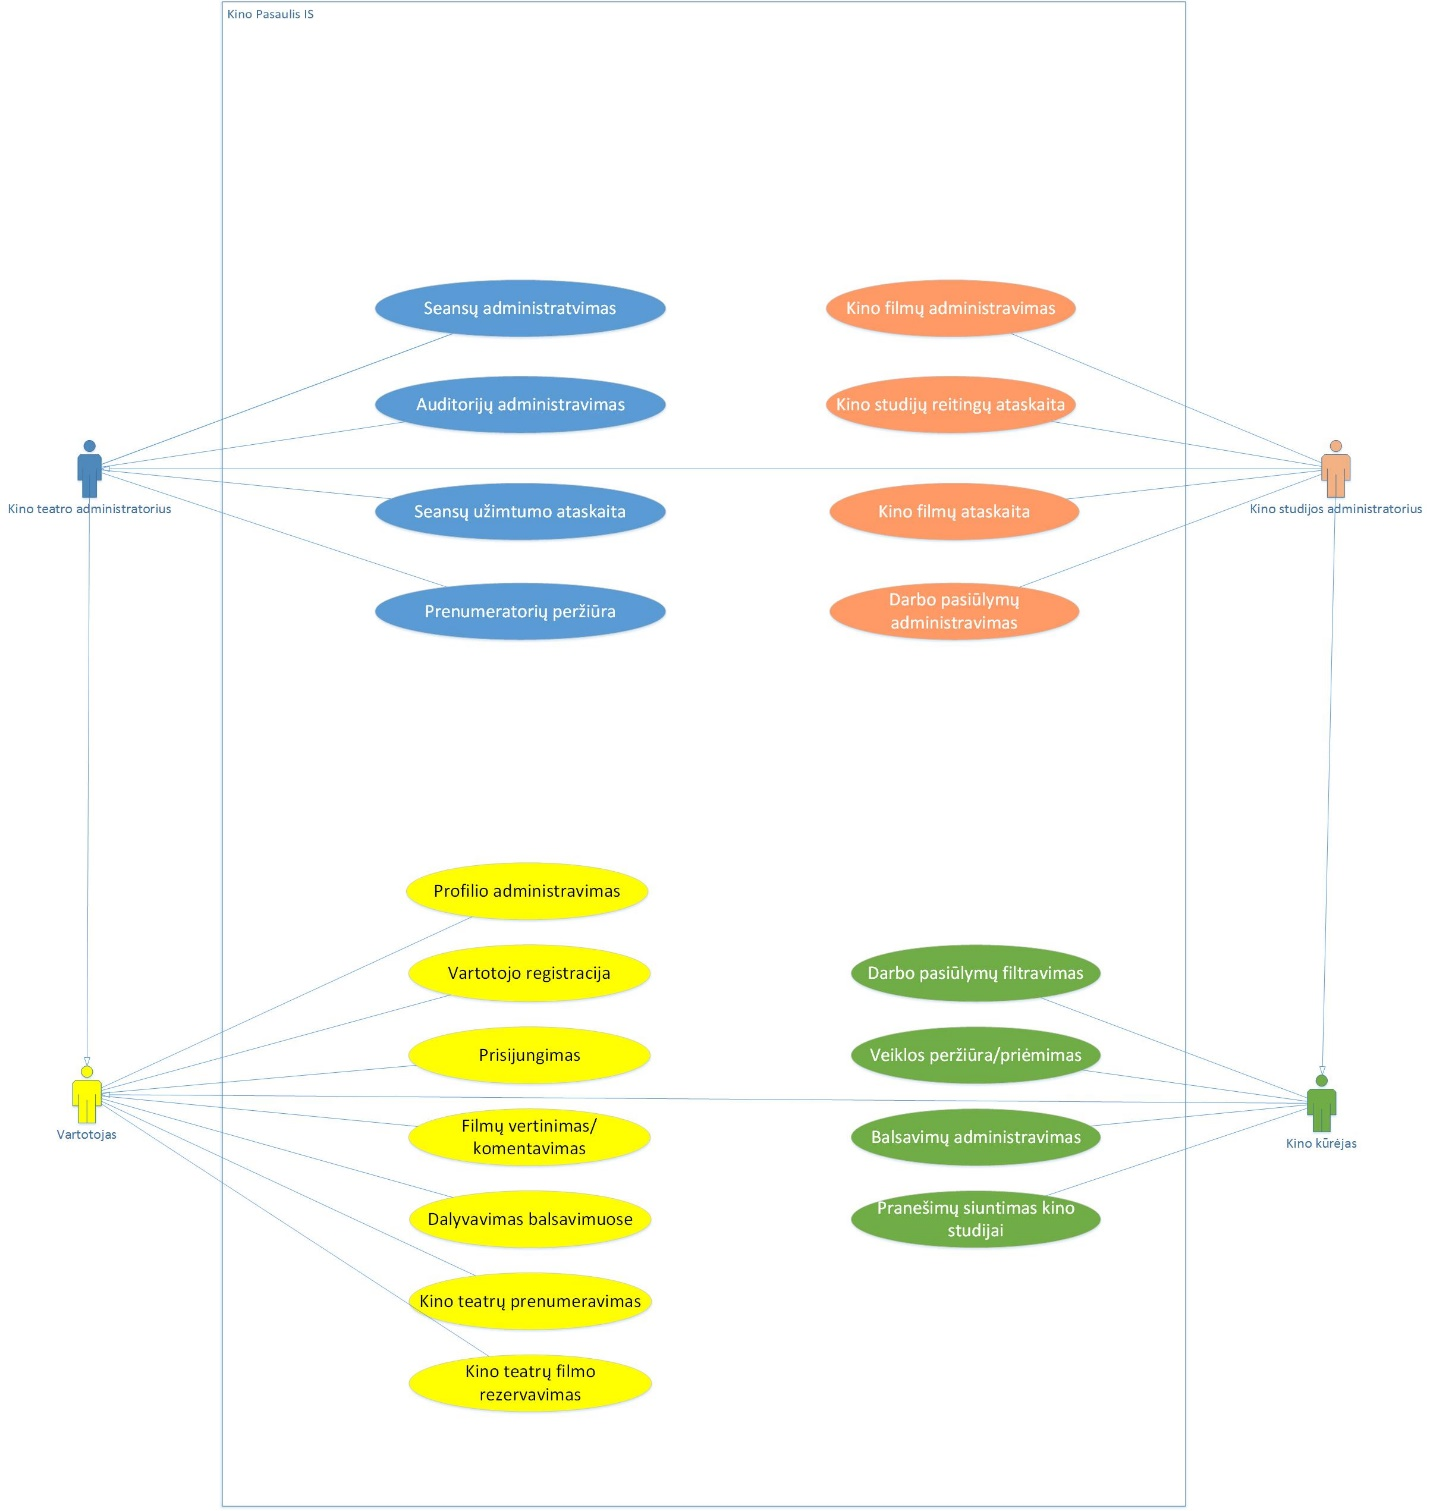 Kino Pasaulis IS
Seansų administratvimas
Kino filmų administravimas
Auditorijų administravimas
Kino studijų reitingų ataskaita
Kino teatro administratorius
Seansų užimtumo ataskaita
Kino filmų ataskaita
Kino studijos administratorius
Prenumeratorių peržiūra
Darbo pasiūlymų
administravimas
Profilio administravimas
Vartotojo registracija
Darbo pasiūlymų filtravimas
Prisijungimas
Veiklos peržiūra/priėmimas
Vartotojas
Filmų vertinimas/
komentavimas
Balsavimų administravimas
Kino kūrėjas
Dalyvavimas balsavimuose
Pranešimų siuntimas kino
studijai
Kino teatrų prenumeravimas
Kino teatrų filmo
rezervavimas